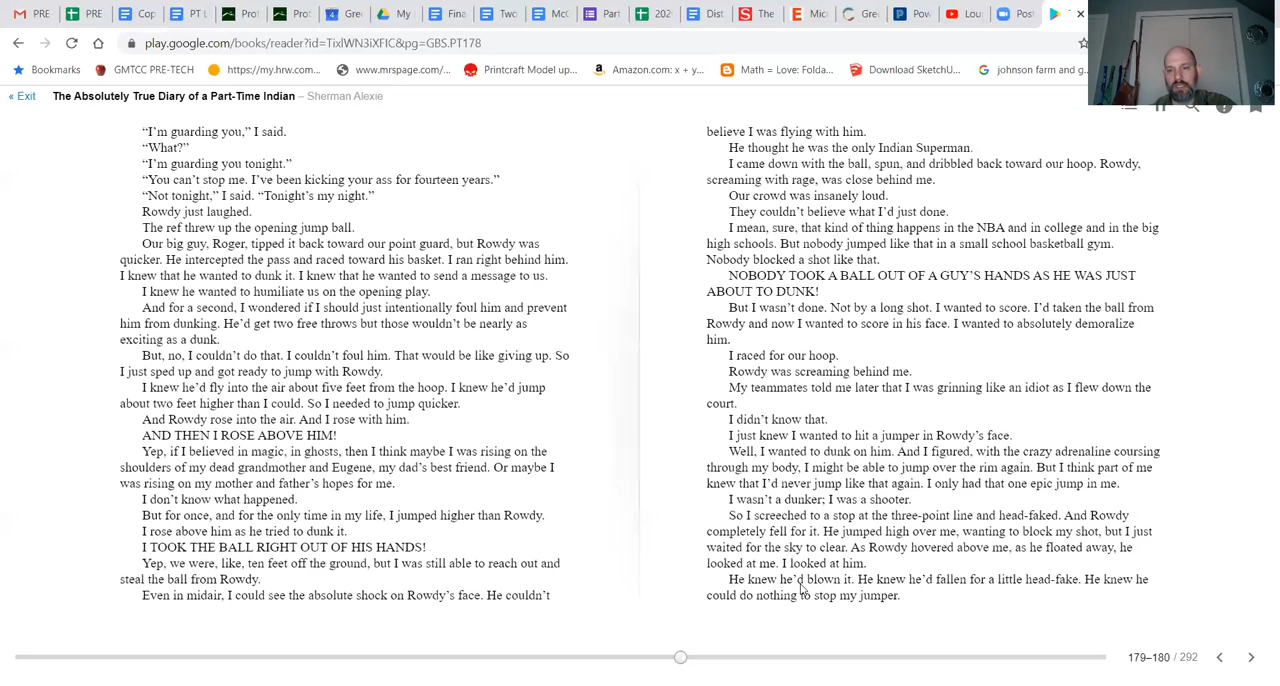 PRE
PRE
Cop
PT L
Prot
Prot
Gree
My
Fina
Two
McC
Part
202
Dist
The
Mic
Gre
Pow
Lou
Post
play.google.com/books/reader?id=TixlWN3iXFIC&pg=GBS.PT178
Bookmarks
GMTCC PRE-TECH
https://my.hrw.com...
www.mrspage.com/...
Printcraft Model up...
Amazon.com: x + y...
Math = Love: Folda...
Download SketchU...
johnson farm and g...
« Exit
The Absolutely True Diary of a Part-Time Indian – Sherman Alexie
“I’m guarding you,” I said.
“What?”
“I’m guarding you tonight.”
“You can’t stop me. I’ve been kicking your ass for fourteen years.”
“Not tonight,” I said. “Tonight’s my night.”
Rowdy just laughed.
The ref threw up the opening jump ball.
Our big guy, Roger, tipped it back toward our point guard, but Rowdy was
quicker. He intercepted the pass and raced toward his basket. I ran right behind him.
I knew that he wanted to dunk it. I knew that he wanted to send a message to us.
I knew he wanted to humiliate us on the opening play.
And for a second, I wondered if I should just intentionally foul him and prevent
him from dunking. He’d get two free throws but those wouldn’t be nearly as
exciting as a dunk.
But, no, I couldn’t do that. I couldn’t foul him. That would be like giving up. So
I just sped up and got ready to jump with Rowdy.
I knew he’d fly into the air about five feet from the hoop. I knew he’d jump
about two feet higher than I could. So I needed to jump quicker.
And Rowdy rose into the air. And I rose with him.
AND THEN I ROSE ABOVE HIM!
Yep, if I believed in magic, in ghosts, then I think maybe I was rising on the
shoulders of my dead grandmother and Eugene, my dad’s best friend. Or maybe I
was rising on my mother and father’s hopes for me.
I don’t know what happened.
But for once, and for the only time in my life, I jumped higher than Rowdy.
I rose above him as he tried to dunk it.
I TOOK THE BALL RIGHT OUT OF HIS HANDS!
Yep, we were, like, ten feet off the ground, but I was still able to reach out and
steal the ball from Rowdy.
Even in midair, I could see the absolute shock on Rowdy’s face. He couldn’t
believe I was flying with him.
He thought he was the only Indian Superman.
I came down with the ball, spun, and dribbled back toward our hoop. Rowdy,
screaming with rage, was close behind me.
Our crowd was insanely loud.
They couldn’t believe what I’d just done.
I mean, sure, that kind of thing happens in the NBA and in college and in the big
high schools. But nobody jumped like that in a small school basketball gym.
Nobody blocked a shot like that.
NOBODY TOOK A BALL OUT OF A GUY’S HANDS AS HE WAS JUST
ABOUT TO DUNK!
But I wasn’t done. Not by a long shot. I wanted to score. I’d taken the ball from
Rowdy and now I wanted to score in his face. I wanted to absolutely demoralize
him.
I raced for our hoop.
Rowdy was screaming behind me.
My teammates told me later that I was grinning like an idiot as I flew down the
court.
I didn’t know that.
I just knew I wanted to hit a jumper in Rowdy’s face.
Well, I wanted to dunk on him. And I figured, with the crazy adrenaline coursing
through my body, I might be able to jump over the rim again. But I think part of me
knew that I’d never jump like that again. I only had that one epic jump in me.
I wasn’t a dunker; I was a shooter.
So I screeched to a stop at the three-point line and head-faked. And Rowdy
completely fell for it. He jumped high over me, wanting to block my shot, but I just
waited for the sky to clear. As Rowdy hovered above me, as he floated away, he
looked at me. I looked at him.
He knew he’d blown it. He knew he’d fallen for a little head-fake. He knew he
could do nothing to stop my jumper.
179–180 / 292